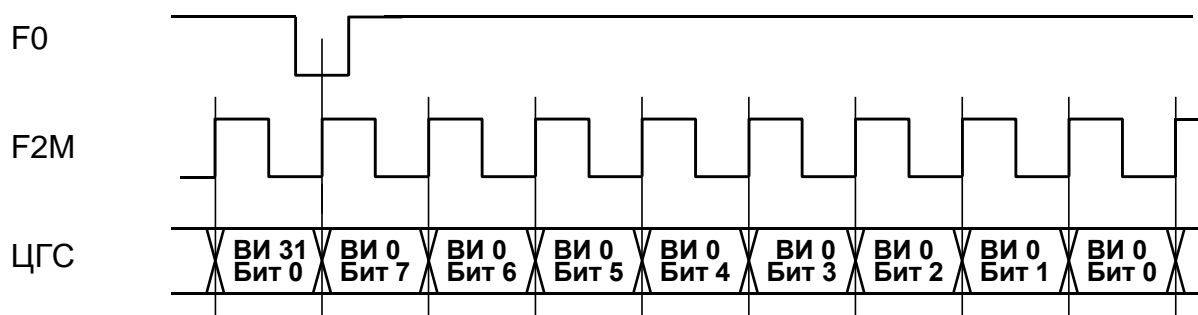 F0
F2M
ЦГС
ВИ 31 ВИ 0 ВИ 0 ВИ 0 ВИ 0 ВИ 0 ВИ 0 ВИ 0 ВИ 0
Бит 0 Бит 7 Бит 6 Бит 5 Бит 4 Бит 3 Бит 2 Бит 1 Бит 0